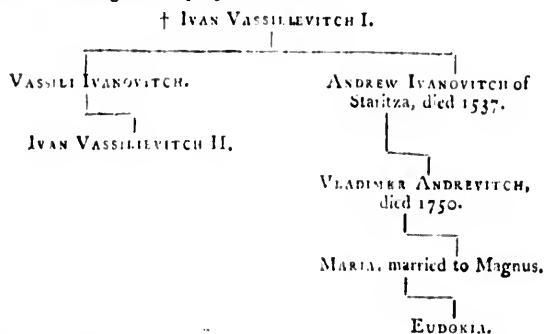 † IVAN VASSILIEVITCH I.
VASSILI IVANOVITCH.
ANDREW IVANOVITCH of
Staritza, died 1537.
IVAN VASSILIEVITCH II.
VLADIMER ANDREVITCH,
died 1750.
MARIA, married to Magnus.
EUDOKIA.